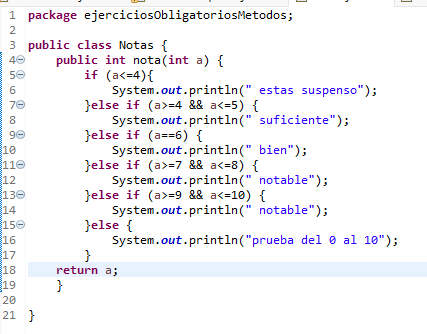 1 package ejerciciosObligatoriosMetodos;
2
3 public class Notas {
4 public int nota(int a) {
5 if (a<=4){
6 System.out.println(" estas suspenso");
7 }else if (a>=4 && a<=5) {
8 System.out.println(" suficiente");
9 }else if (a==6) {
10 System.out.println(" bien");
11 }else if (a>=7 && a<=8) {
12 System.out.println(" notable");
13 }else if (a>=9 && a<=10) {
14 System.out.println(" notable");
15 }else {
16 System.out.println("prueba del 0 al 10");
17 }
18 return a;
19 }
20
21 }